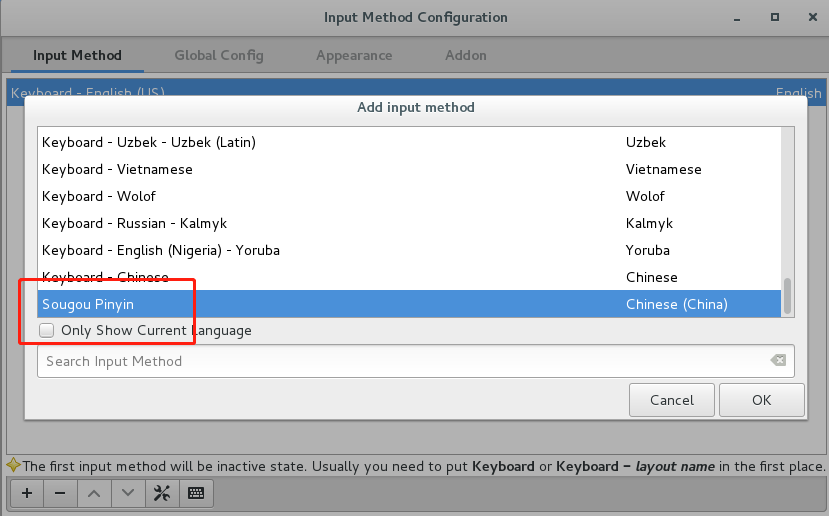 Input Method Configuration
Input Method Global Config Appearance Addon
Keyboard - English (US) English
Add input method
Keyboard - Uzbek - Uzbek (Latin) Uzbek
Keyboard - Vietnamese Vietnamese
Keyboard - Wolof Wolof
Keyboard - Russian - Kalmyk Kalmyk
Keyboard - English (Nigeria) - Yoruba Yoruba
Keyboard - Chinese Chinese
Sougou Pinyin Chinese (China)
Only Show Current Language
Search Input Method
Cancel OK
The first input method will be inactive state. Usually you need to put Keyboard or Keyboard – layout name in the first place.